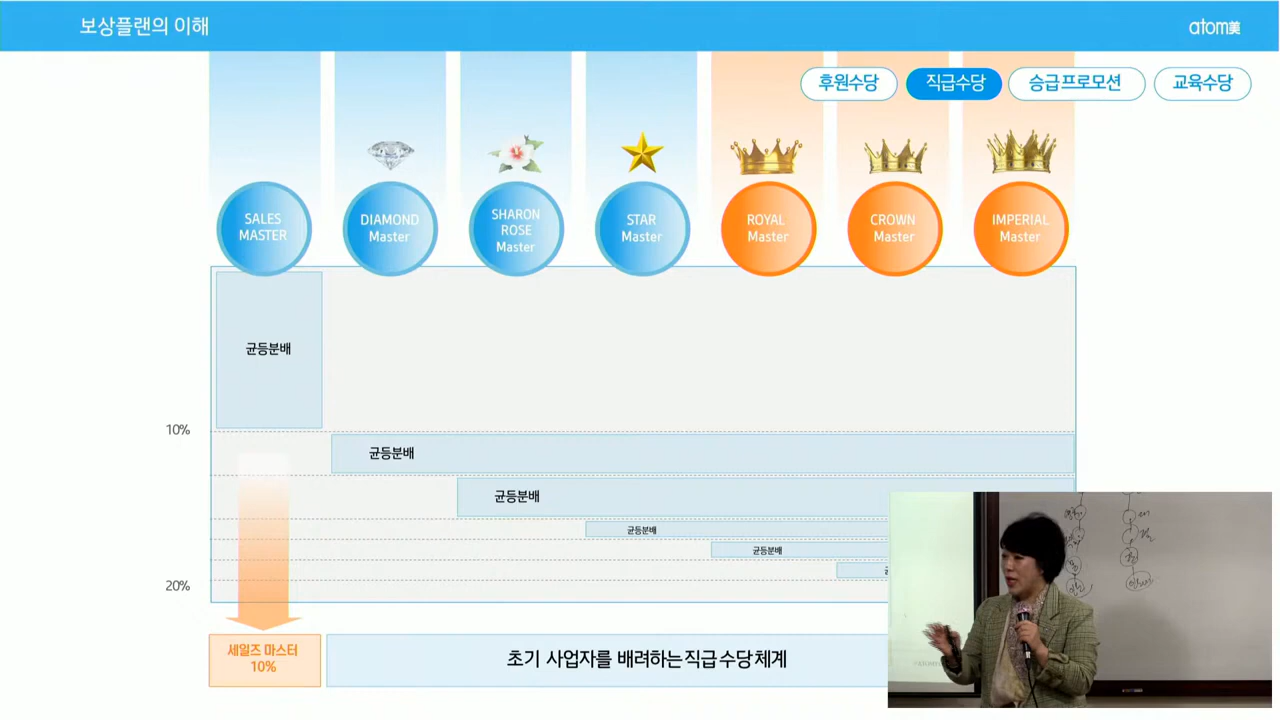 보상플랜의 이해
atom美
후원수당
직급수당
승급 프로모션
교육수당
SALES
MASTER
DIAMOND
Master
SHARON
ROSE
Master
STAR
Master
ROYAL
Master
CROWN
Master
IMPERIAL
Master
균등분배
10%
균등분배
균등분배
균등분배
균등분배
20%
세일즈 마스터
10%
초기 사업자를 배려하는 직급 수당 체계